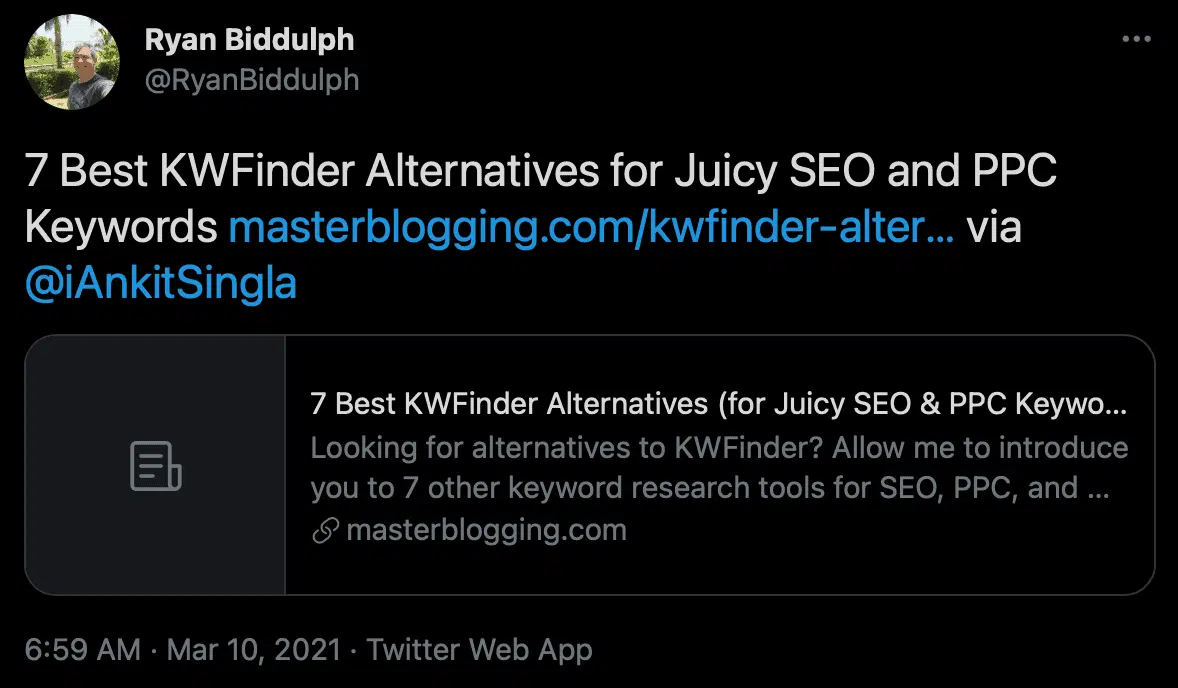 Ryan Biddulph
@RyanBiddulph
7 Best KWFinder Alternatives for Juicy SEO and PPC
Keywords masterblogging.com/kwfinder-alter... via
@iAnkitSingla
7 Best KWFinder Alternatives (for Juicy SEO & PPC Keywo...
Looking for alternatives to KWFinder? Allow me to introduce
you to 7 other keyword research tools for SEO, PPC, and ...
masterblogging.com
6:59 AM · Mar 10, 2021 · Twitter Web App